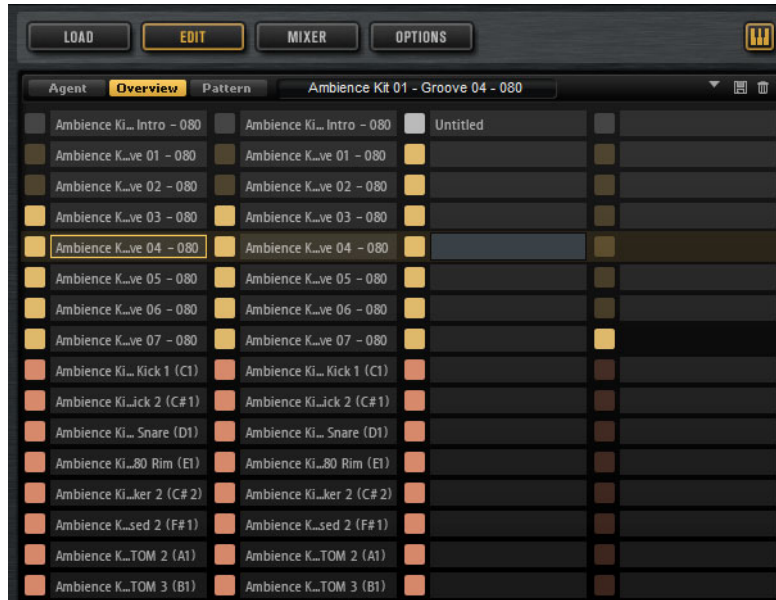 LOAD EDIT MIXER OPTIONS
Agent Overview Pattern Ambience Kit 01 - Groove 04 - 080
Ambience Ki... Intro - 080 Ambience Ki... Intro - 080 Untitled
Ambience K...ve 01 - 080 Ambience K...ve 01 - 080
Ambience K...ve 02 - 080 Ambience K...ve 02 - 080
Ambience K...ve 03 - 080 Ambience K...ve 03 - 080
Ambience K...ve 04 - 080 Ambience K...ve 04 - 080
Ambience K...ve 05 - 080 Ambience K...ve 05 - 080
Ambience K...ve 06 - 080 Ambience K...ve 06 - 080
Ambience K...ve 07 - 080 Ambience K...ve 07 - 080
Ambience Ki... Kick 1 (C1) Ambience Ki... Kick 1 (C1)
Ambience Ki...ick 2 (C#1) Ambience Ki...ick 2 (C#1)
Ambience Ki... Snare (D1) Ambience Ki... Snare (D1)
Ambience Ki...80 Rim (E1) Ambience Ki...80 Rim (E1)
Ambience Ki...ker 2 (C#2) Ambience Ki...ker 2 (C#2)
Ambience K...sed 2 (F#1) Ambience K...sed 2 (F#1)
Ambience K...TOM 2 (A1) Ambience K...TOM 2 (A1)
Ambience K...TOM 3 (B1) Ambience K...TOM 3 (B1)